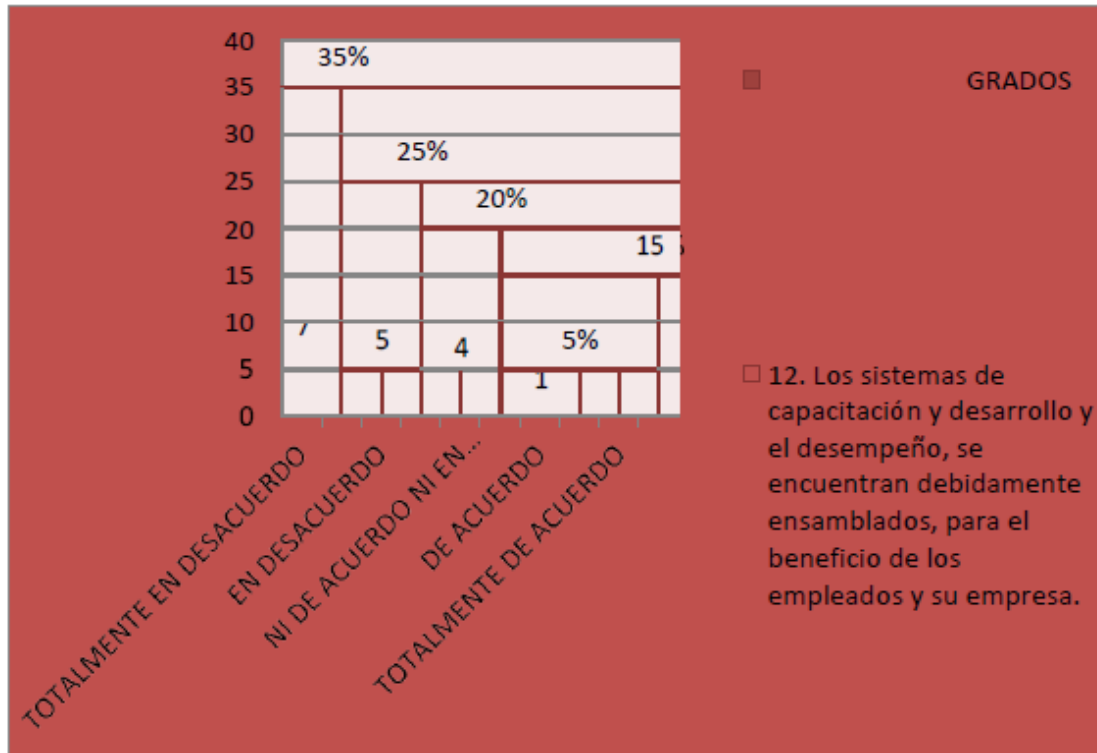 40
35
30
25
20
15
10
5
0
35%
25%
20%
15
5%
7
5
4
1
TOTALMENTE EN DESACUERDO
EN DESACUERDO
NI DE ACUERDO NI EN...
DE ACUERDO
TOTALMENTE DE ACUERDO
GRADOS
12. Los sistemas de
capacitación y desarrollo y
el desempeño, se
encuentran debidamente
ensamblados, para el
beneficio de los
empleados y su empresa.